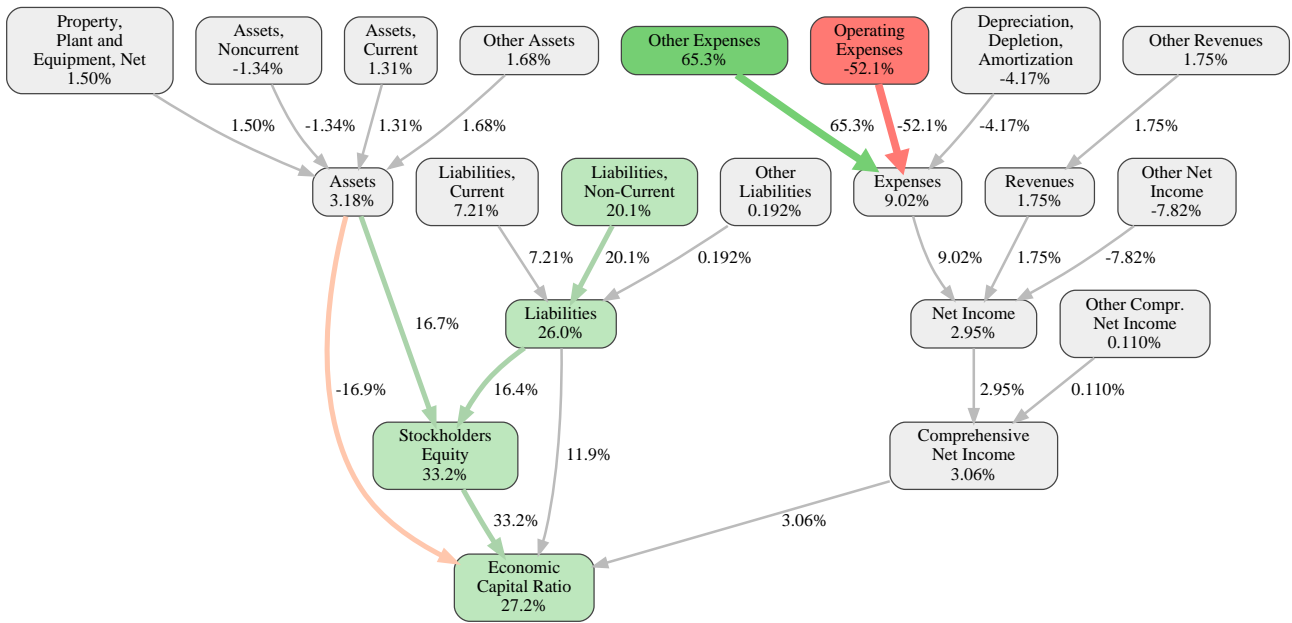 Property,
Plant and
Equipment, Net
1.50%
Assets,
Noncurrent
-1.34%
Assets,
Current
1.31%
Other Assets
1.68%
Other Expenses
65.3%
Operating
Expenses
-52.1%
Depreciation,
Depletion,
Amortization
-4.17%
Other Revenues
1.75%
1.50%
-1.34%
1.31%
1.68%
65.3%
-52.1%
-4.17%
1.75%
Assets
3.18%
Liabilities,
Current
7.21%
Liabilities,
Non-Current
20.1%
Other
Liabilities
0.192%
Expenses
9.02%
Revenues
1.75%
Other Net
Income
-7.82%
7.21%
20.1%
0.192%
9.02%
1.75%
-7.82%
Liabilities
26.0%
Net Income
2.95%
Other Compr.
Net Income
0.110%
16.7%
-16.9%
16.4%
11.9%
2.95%
0.110%
Stockholders
Equity
33.2%
Comprehensive
Net Income
3.06%
33.2%
3.06%
Economic
Capital Ratio
27.2%